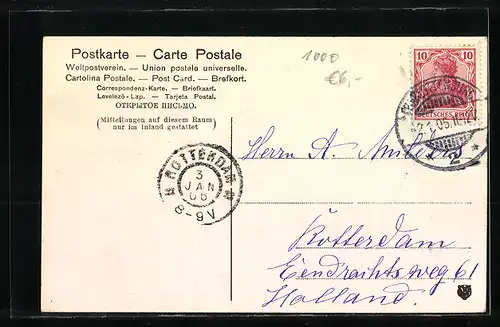 Postkarte — Carte Postale
Weltpostverein. — Union postale universelle.
Cartolina Postale. — Post Card. — Brefkort.
Correspondenz-Karte. — Briefkaart.
Levelező-Lap. — Tarjeta Postal.
ОТКРЫТОЕ ПИСЬМО.
(Mitteilungen auf diesem Raum
nur im Inland gestattet)
1000
€6,-
10 10
DEUTSCHES REICH
2
ROTTERDAM
3
JAN
05
8-9V
Herrn A.
Rotterdam
Eendrachtsweg 61
Holland.